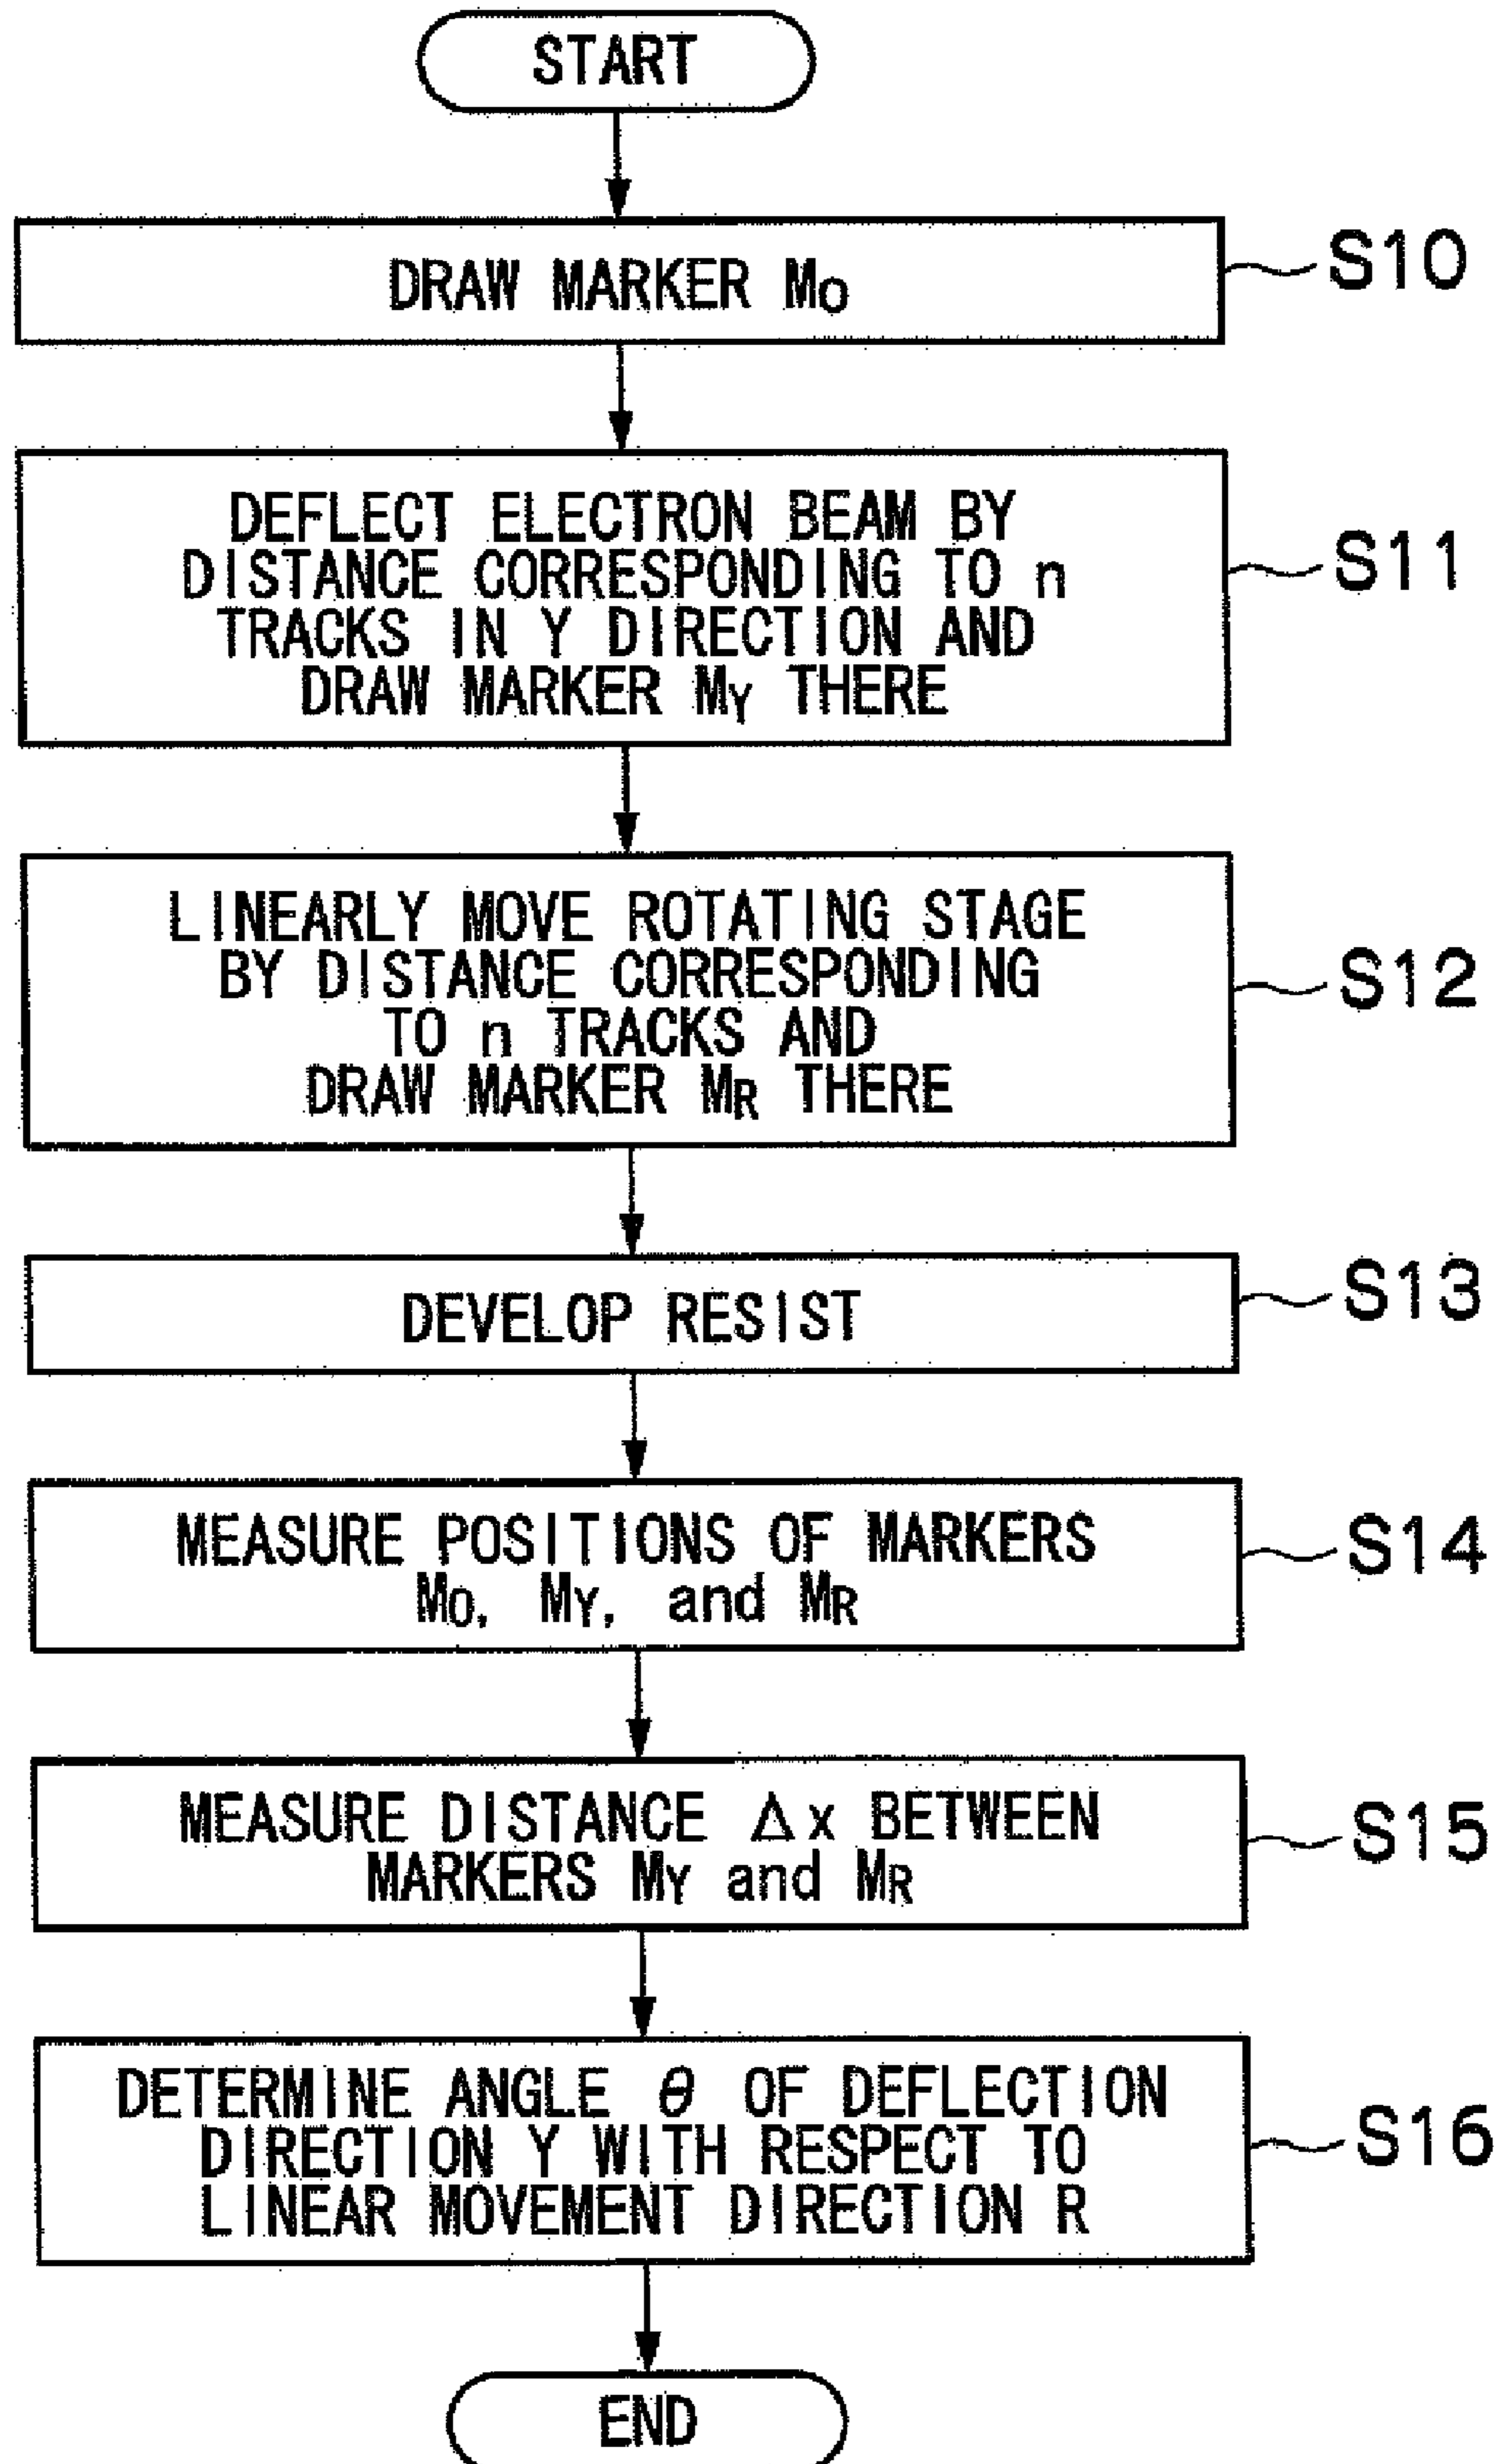 START
DRAW MARKER M₀
S10
DEFLECT ELECTRON BEAM BY
DISTANCE CORRESPONDING TO n
TRACKS IN Y DIRECTION AND
DRAW MARKER MY THERE
S11
LINEARLY MOVE ROTATING STAGE
BY DISTANCE CORRESPONDING
TO n TRACKS AND
DRAW MARKER MR THERE
S12
DEVELOP RESIST
S13
MEASURE POSITIONS OF MARKERS
M₀, MY, and MR
S14
MEASURE DISTANCE Δx BETWEEN
MARKERS MY and MR
S15
DETERMINE ANGLE θ OF DEFLECTION
DIRECTION Y WITH RESPECT TO
LINEAR MOVEMENT DIRECTION R
S16
END